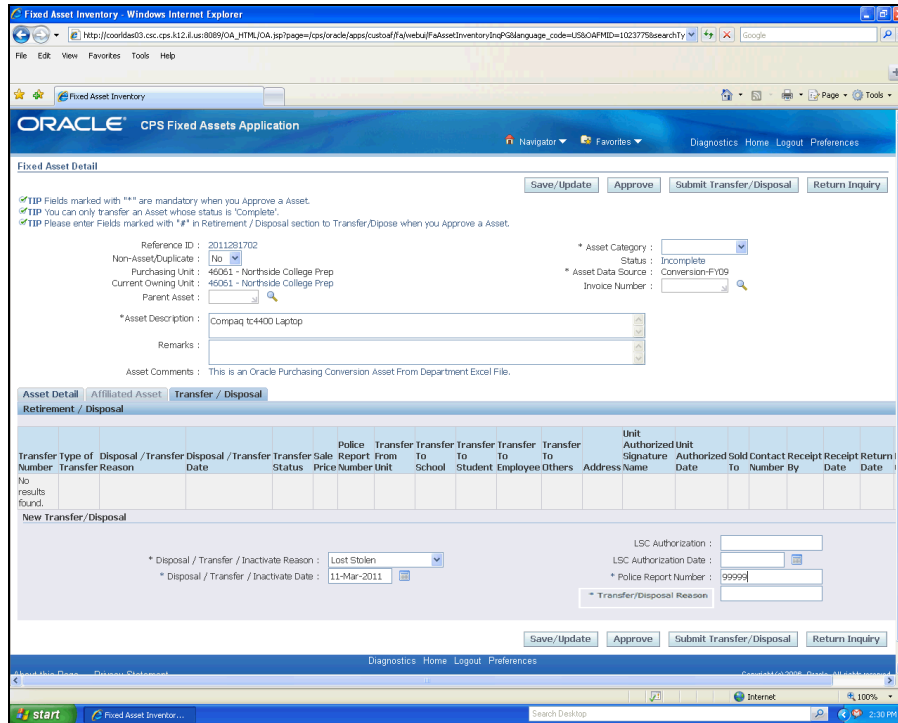 Fixed Asset Inventory - Windows Internet Explorer
http://coorldas03.csc.cps.k12.il.us:8089/OA_HTML/OA.jsp?page=/cps/oracle/apps/custoaf/fa/webui/FaAssetInventoryInqPG&language_code=US&OAFMID=1023775&searchTy
Google
File Edit View Favorites Tools Help
Fixed Asset Inventory
Page Tools
ORACLE CPS Fixed Assets Application
Navigator Favorites Diagnostics Home Logout Preferences
Fixed Asset Detail
Save/Update Approve Submit Transfer/Disposal Return Inquiry
TIP Fields marked with "*" are mandatory when you Approve a Asset.
TIP You can only transfer an Asset whose status is 'Complete'.
TIP Please enter Fields marked with "#" in Retirement / Disposal section to Transfer/Dipose when you Approve a Asset.
Reference ID : 2011281702
* Asset Category :
Non-Asset/Duplicate : No
Status : Incomplete
Purchasing Unit : 46061 - Northside College Prep
* Asset Data Source : Conversion-FY09
Current Owning Unit : 46061 - Northside College Prep
Invoice Number :
Parent Asset :
*Asset Description : Compaq tc4400 Laptop
Remarks :
Asset Comments : This is an Oracle Purchasing Conversion Asset From Department Excel File.
Asset Detail Affiliated Asset Transfer / Disposal
Retirement / Disposal
Unit
Police Transfer Transfer Transfer Transfer Transfer Authorized Unit
Transfer Type of Disposal /Transfer Disposal /Transfer Transfer Sale Report From To To To To Signature Authorized Sold Contact Receipt Receipt Return
Number Transfer Reason Date Status Price Number Unit School Student Employee Others Address Name Date To Number By Date Date
No
results
found.
New Transfer/Disposal
LSC Authorization :
* Disposal / Transfer / Inactivate Reason : Lost Stolen
LSC Authorization Date :
* Disposal / Transfer / Inactivate Date : 11-Mar-2011
* Police Report Number : 99999
* Transfer/Disposal Reason
Save/Update Approve Submit Transfer/Disposal Return Inquiry
Diagnostics Home Logout Preferences
About this Page Privacy Statement
Internet 100%
start Fixed Asset Inventor... Search Desktop 2:30 PM